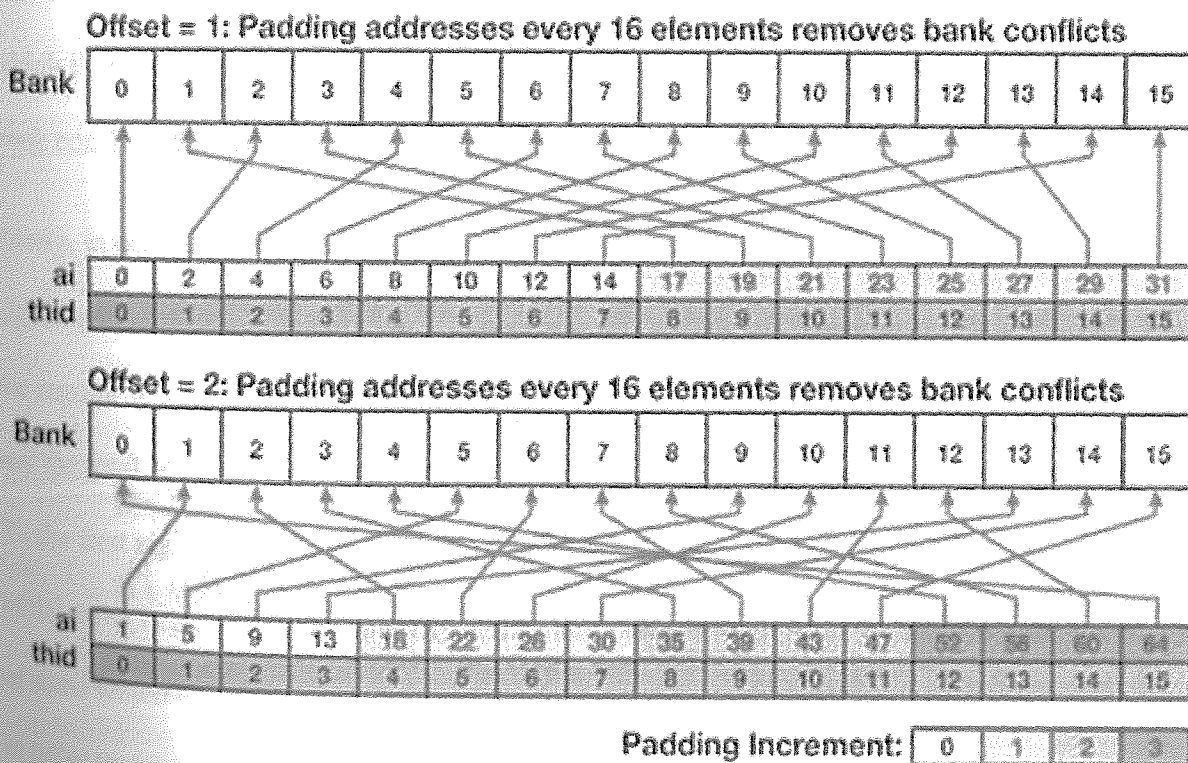 Offset = 1: Padding addresses every 16 elements removes bank conflicts
Bank 0 1 2 3 4 5 6 7 8 9 10 11 12 13 14 15
ai 0 2 4 6 8 10 12 14 17 19 21 23 25 27 29 31
thid 0 1 2 3 4 5 6 7 8 9 10 11 12 13 14 15
Offset = 2: Padding addresses every 16 elements removes bank conflicts
Bank 0 1 2 3 4 5 6 7 8 9 10 11 12 13 14 15
ai 1 5 9 13 18 22 26 30 35 39 43 47 60 64
thid 0 1 2 3 4 5 6 7 8 9 10 11 12 13 14 15
Padding Increment: 0 1 2 3